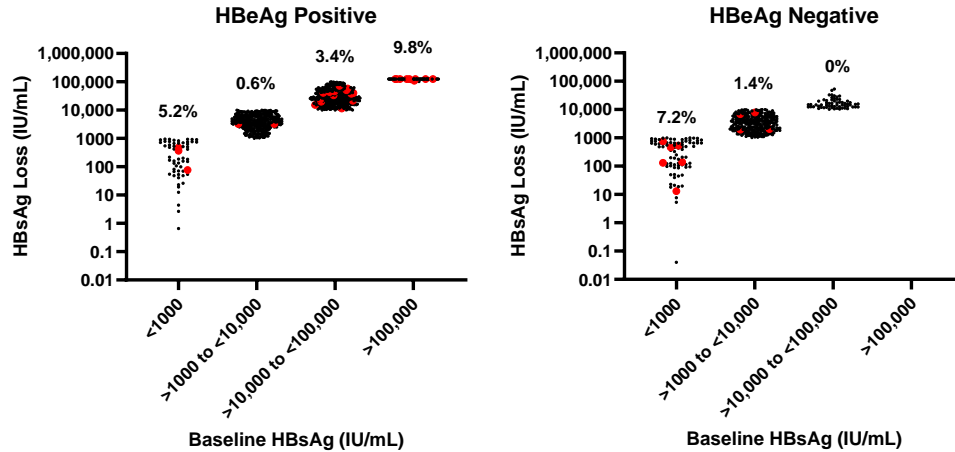 HBeAg Positive
HBsAg Loss (IU/mL)
1,000,000
100,000
10,000
1000
100
10
1
0.1
0.01
5.2%
0.6%
3.4%
9.8%
<1000
>1000 to <10,000
>10,000 to <100,000
>100,000
Baseline HBsAg (IU/mL)
HBeAg Negative
HBsAg Loss (IU/mL)
1,000,000
100,000
10,000
1000
100
10
1
0.1
0.01
7.2%
1.4%
0%
<1000
>1000 to <10,000
>10,000 to <100,000
>100,000
Baseline HBsAg (IU/mL)